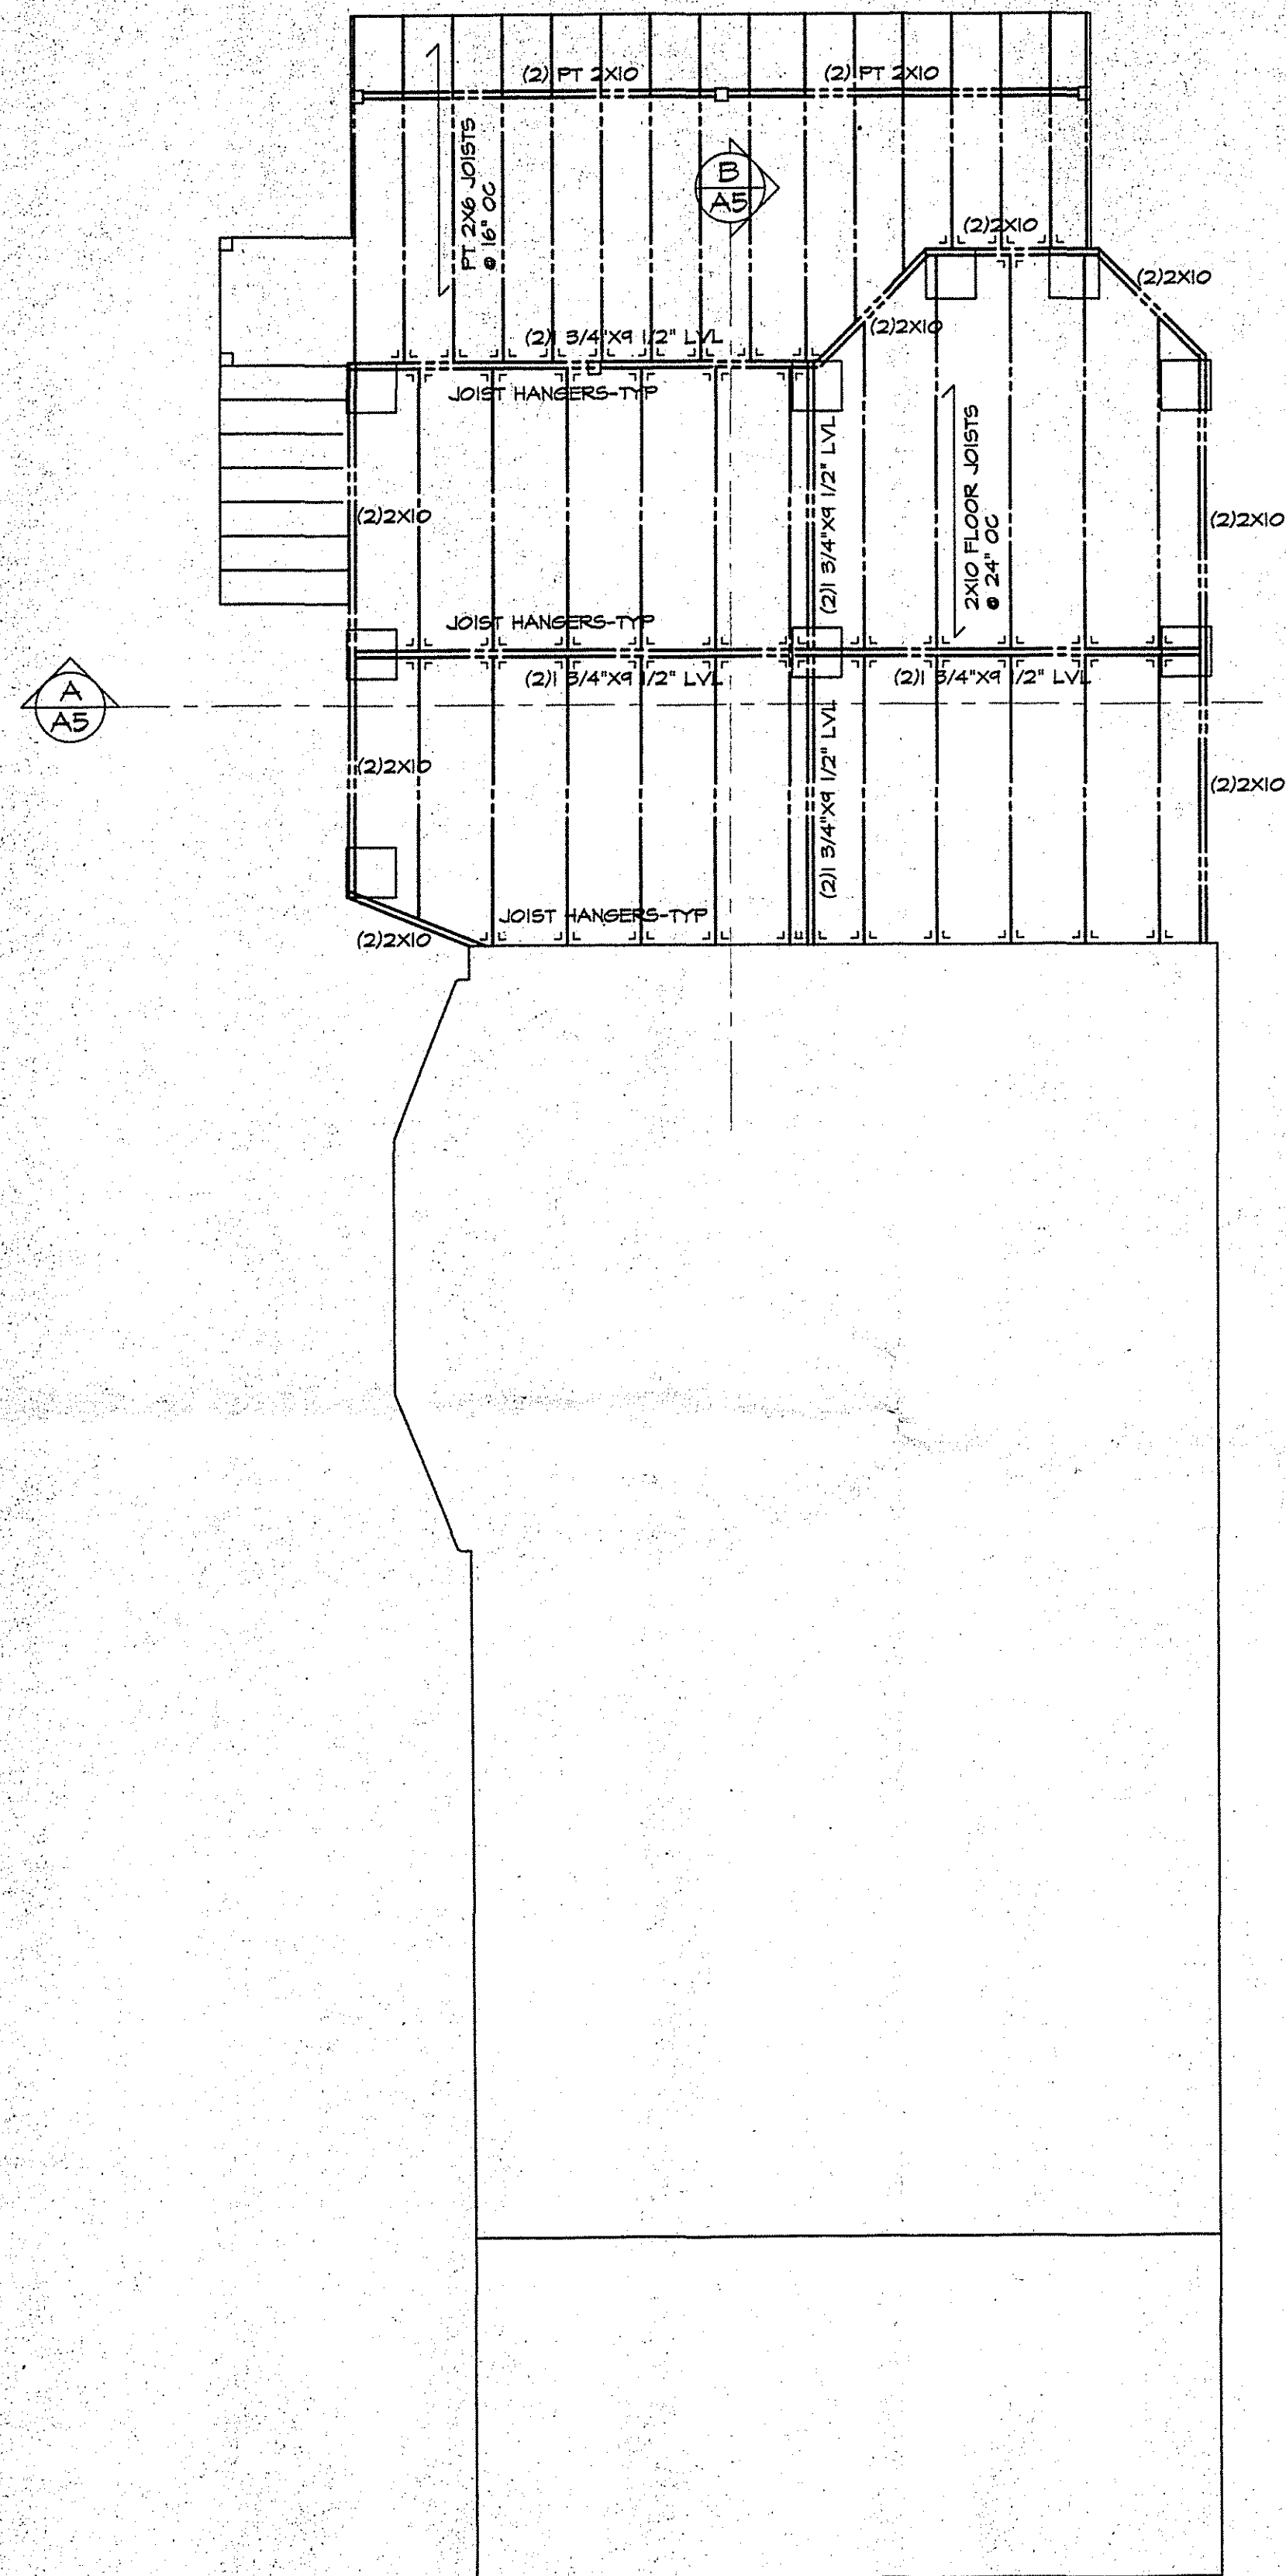 (2) PT 2X10
(2) PT 2X10
PT 2X6 JOISTS
@ 16" OC
B
A5
(2)2X10
(2)2X10
(2)2X10
(2)1 3/4"X9 1/2" LVL
JOIST HANGERS-TYP
(2)1 3/4"X9 1/2" LVL
2X10 FLOOR JOISTS
@ 24" OC
(2)2X10
(2)2X10
JOIST HANGERS-TYP
(2)1 3/4"X9 1/2" LVL
(2)1 3/4"X9 1/2" LVL
A
A5
(2)1 3/4"X9 1/2" LVL
(2)2X10
(2)2X10
JOIST HANGERS-TYP
(2)2X10